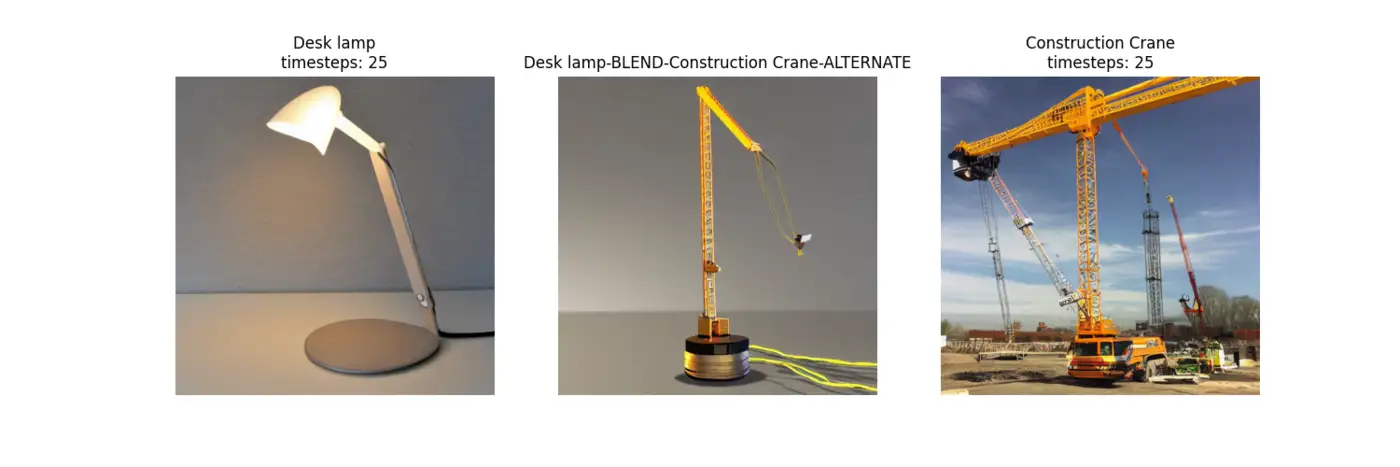 Desk lamp
timesteps: 25
Desk lamp-BLEND-Construction Crane-ALTERNATE
Construction Crane
timesteps: 25